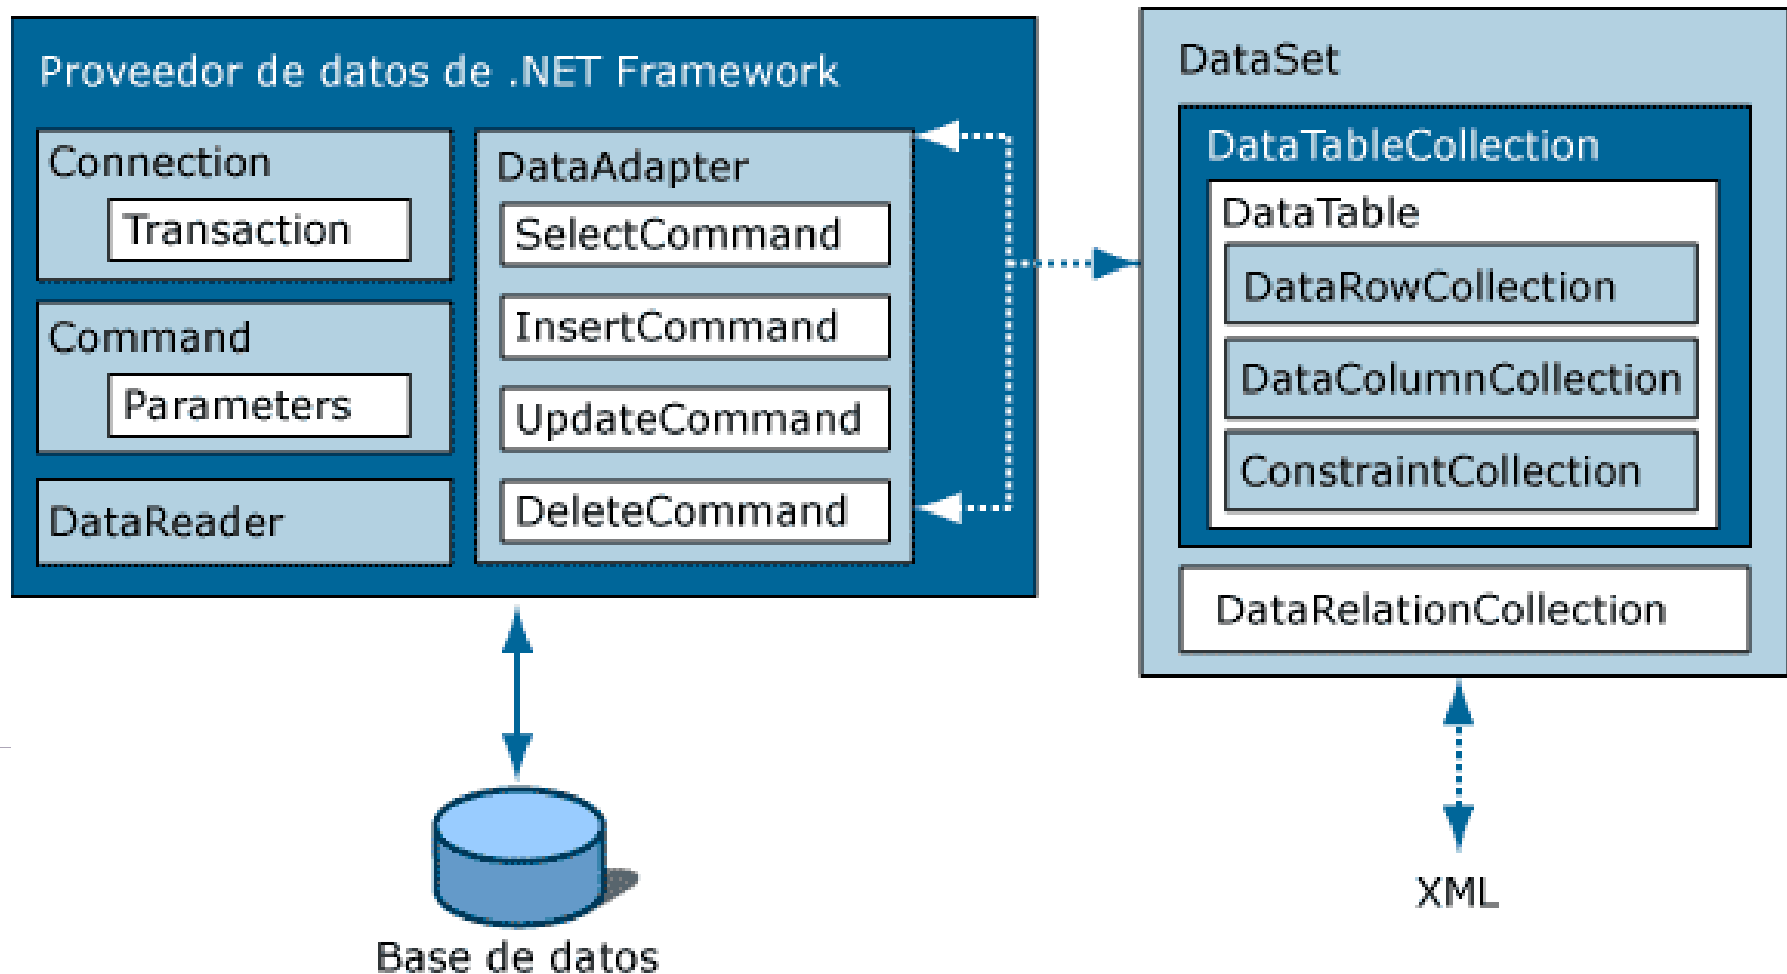 Proveedor de datos de .NET Framework
Connection
Transaction
Command
Parameters
DataReader
DataAdapter
SelectCommand
InsertCommand
UpdateCommand
DeleteCommand
DataSet
DataTableCollection
DataTable
DataRowCollection
DataColumnCollection
ConstraintCollection
DataRelationCollection
Base de datos
XML